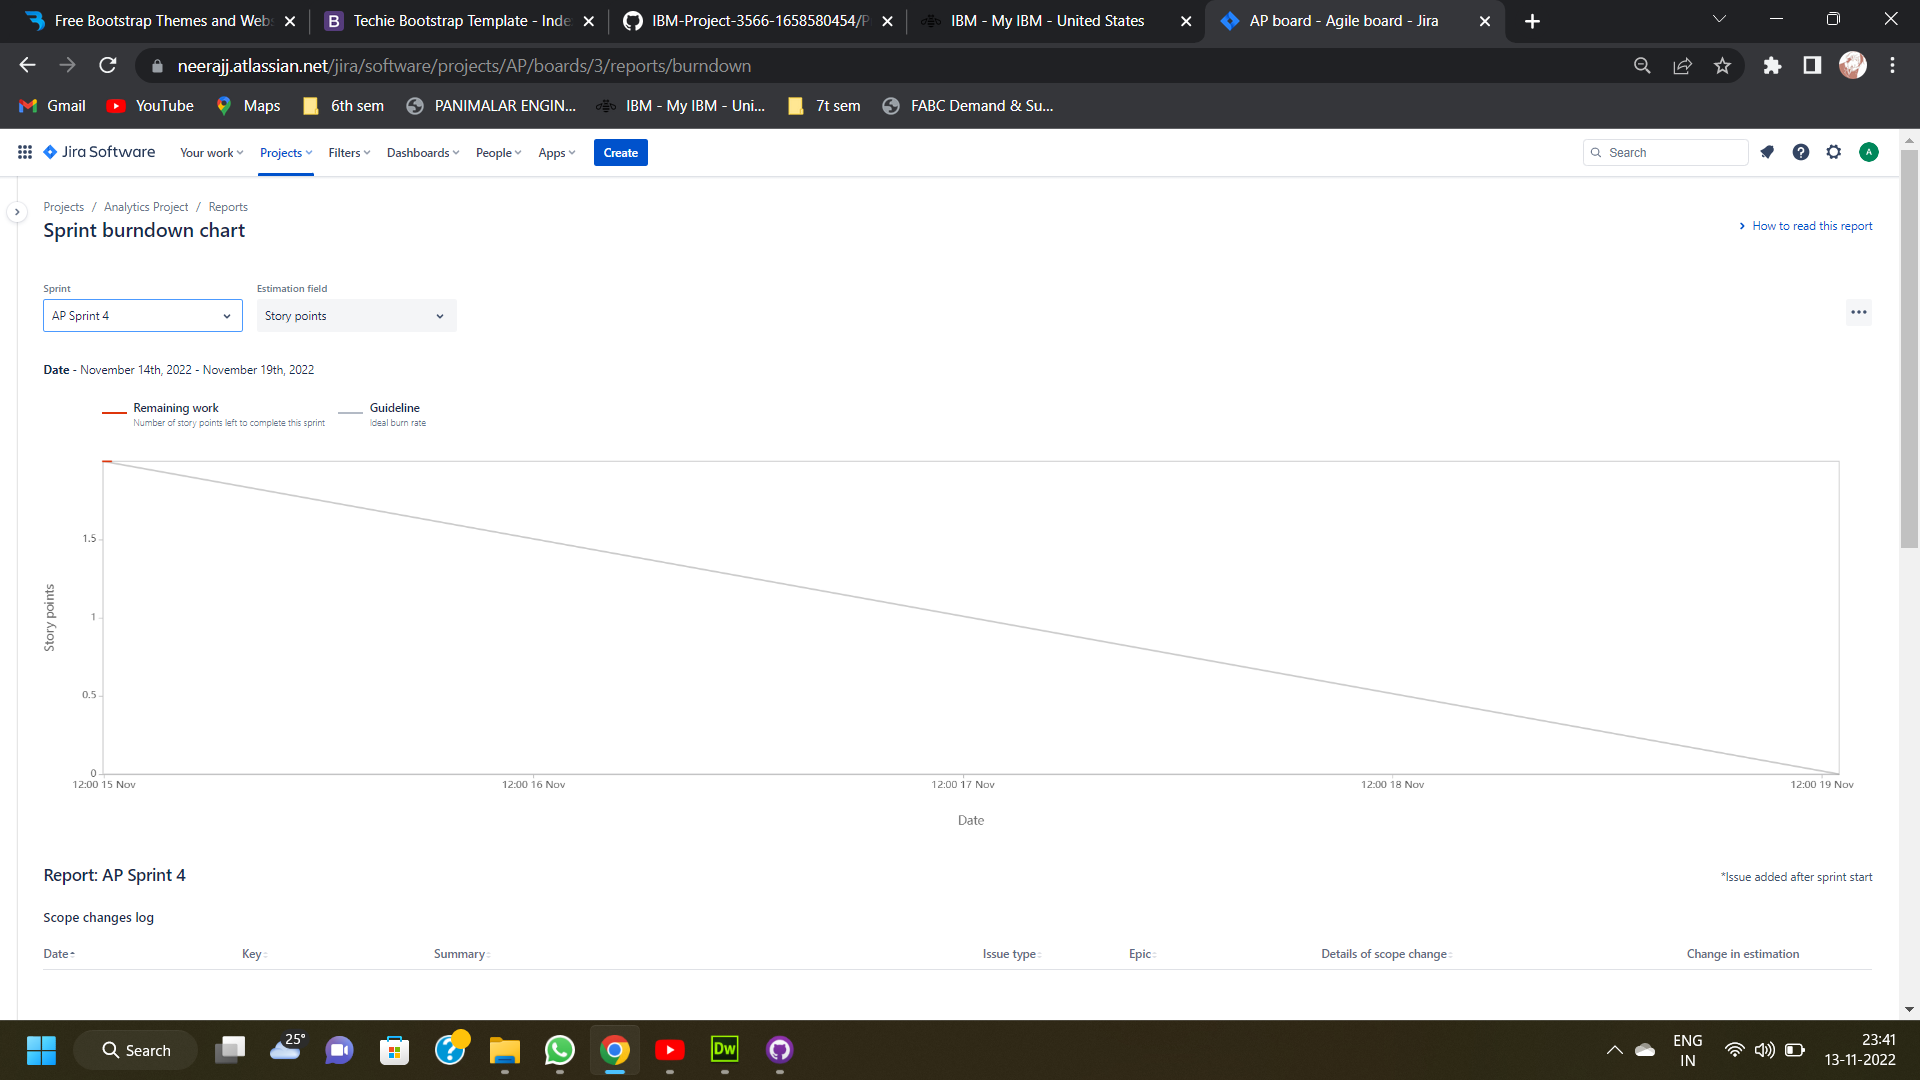 Free Bootstrap Themes and Webs
Techie Bootstrap Template - Inde
IBM-Project-3566-1658580454/P
IBM - My IBM - United States
AP board - Agile board - Jira
neerajj.atlassian.net/jira/software/projects/AP/boards/3/reports/burndown
Gmail
YouTube
Maps
6th sem
PANIMALAR ENGIN...
IBM - My IBM - Uni...
7t sem
FABC Demand & Su...
Jira Software
Your work
Projects
Filters
Dashboards
People
Apps
Create
Search
A
Projects / Analytics Project / Reports
Sprint burndown chart
How to read this report
Sprint
Estimation field
AP Sprint 4
Story points
Date - November 14th, 2022 - November 19th, 2022
Remaining work
Number of story points left to complete this sprint
Guideline
Ideal burn rate
1.5
1
0.5
0
Story points
12:00 15 Nov
12:00 16 Nov
12:00 17 Nov
12:00 18 Nov
12:00 19 Nov
Date
Report: AP Sprint 4
*Issue added after sprint start
Scope changes log
Date
Key
Summary
Issue type
Epic
Details of scope change
Change in estimation
Search
25°
Dw
ENG
IN
23:41
13-11-2022